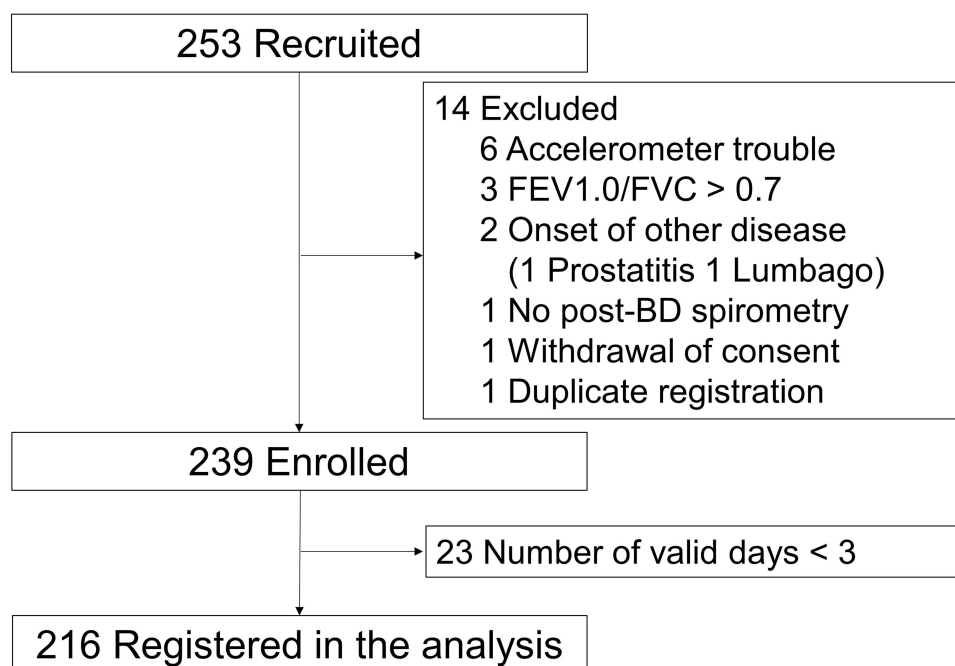 253 Recruited
14 Excluded
6 Accelerometer trouble
3 FEV1.0/FVC > 0.7
2 Onset of other disease
(1 Prostatitis 1 Lumbago)
1 No post-BD spirometry
1 Withdrawal of consent
1 Duplicate registration
239 Enrolled
23 Number of valid days < 3
216 Registered in the analysis